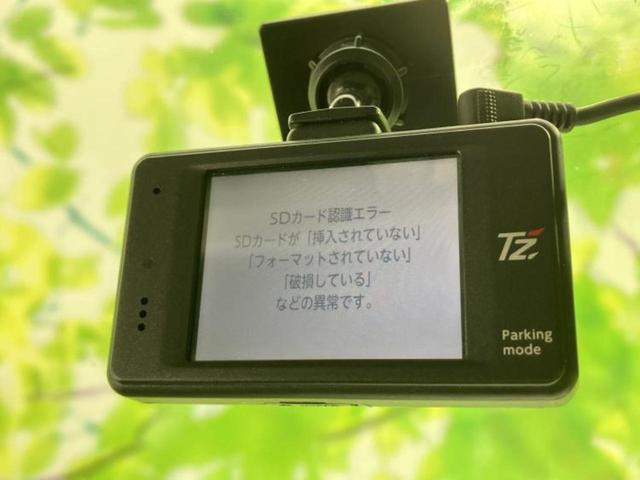 SDカード認識エラー
SDカードが「挿入されていない」
「フォーマットされていない」
「破損している」
などの異常です。
TZ
Parking
mode